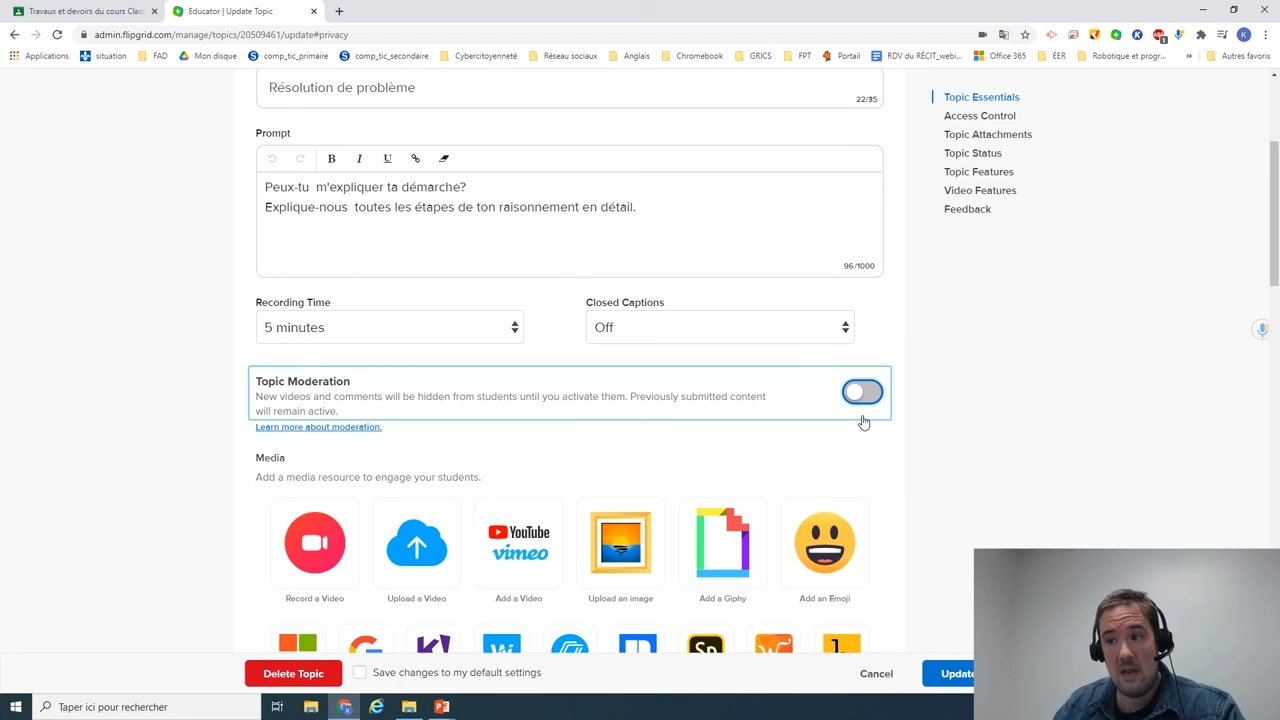 Travaux et devoirs du cours Clas
Educator | Update Topic
admin.flipgrid.com/manage/topics/20509461/update#privacy
Applications
situation
FAD
Mon disque
comp_tic_primaire
comp_tic_secondaire
Cybercitoyenneté
Réseau sociaux
Anglais
Chromebook
GRICS
FPT
Portail
RDV du RÉCIT_webi...
Office 365
ÉER
Robotique et progr...
»
Autres favoris
Résolution de problème
22/35
Prompt
B I U
Peux-tu m'expliquer ta démarche?
Explique-nous toutes les étapes de ton raisonnement en détail.
96/1000
Recording Time
Closed Captions
5 minutes
Off
Topic Moderation
New videos and comments will be hidden from students until you activate them. Previously submitted content
will remain active.
Learn more about moderation.
Media
Add a media resource to engage your students.
YouTube
vimeo
Record a Video
Upload a Video
Add a Video
Upload an image
Add a Giphy
Add an Emoji
Delete Topic
Save changes to my default settings
Cancel
Update
Topic Essentials
Access Control
Topic Attachments
Topic Status
Topic Features
Video Features
Feedback
Taper ici pour rechercher